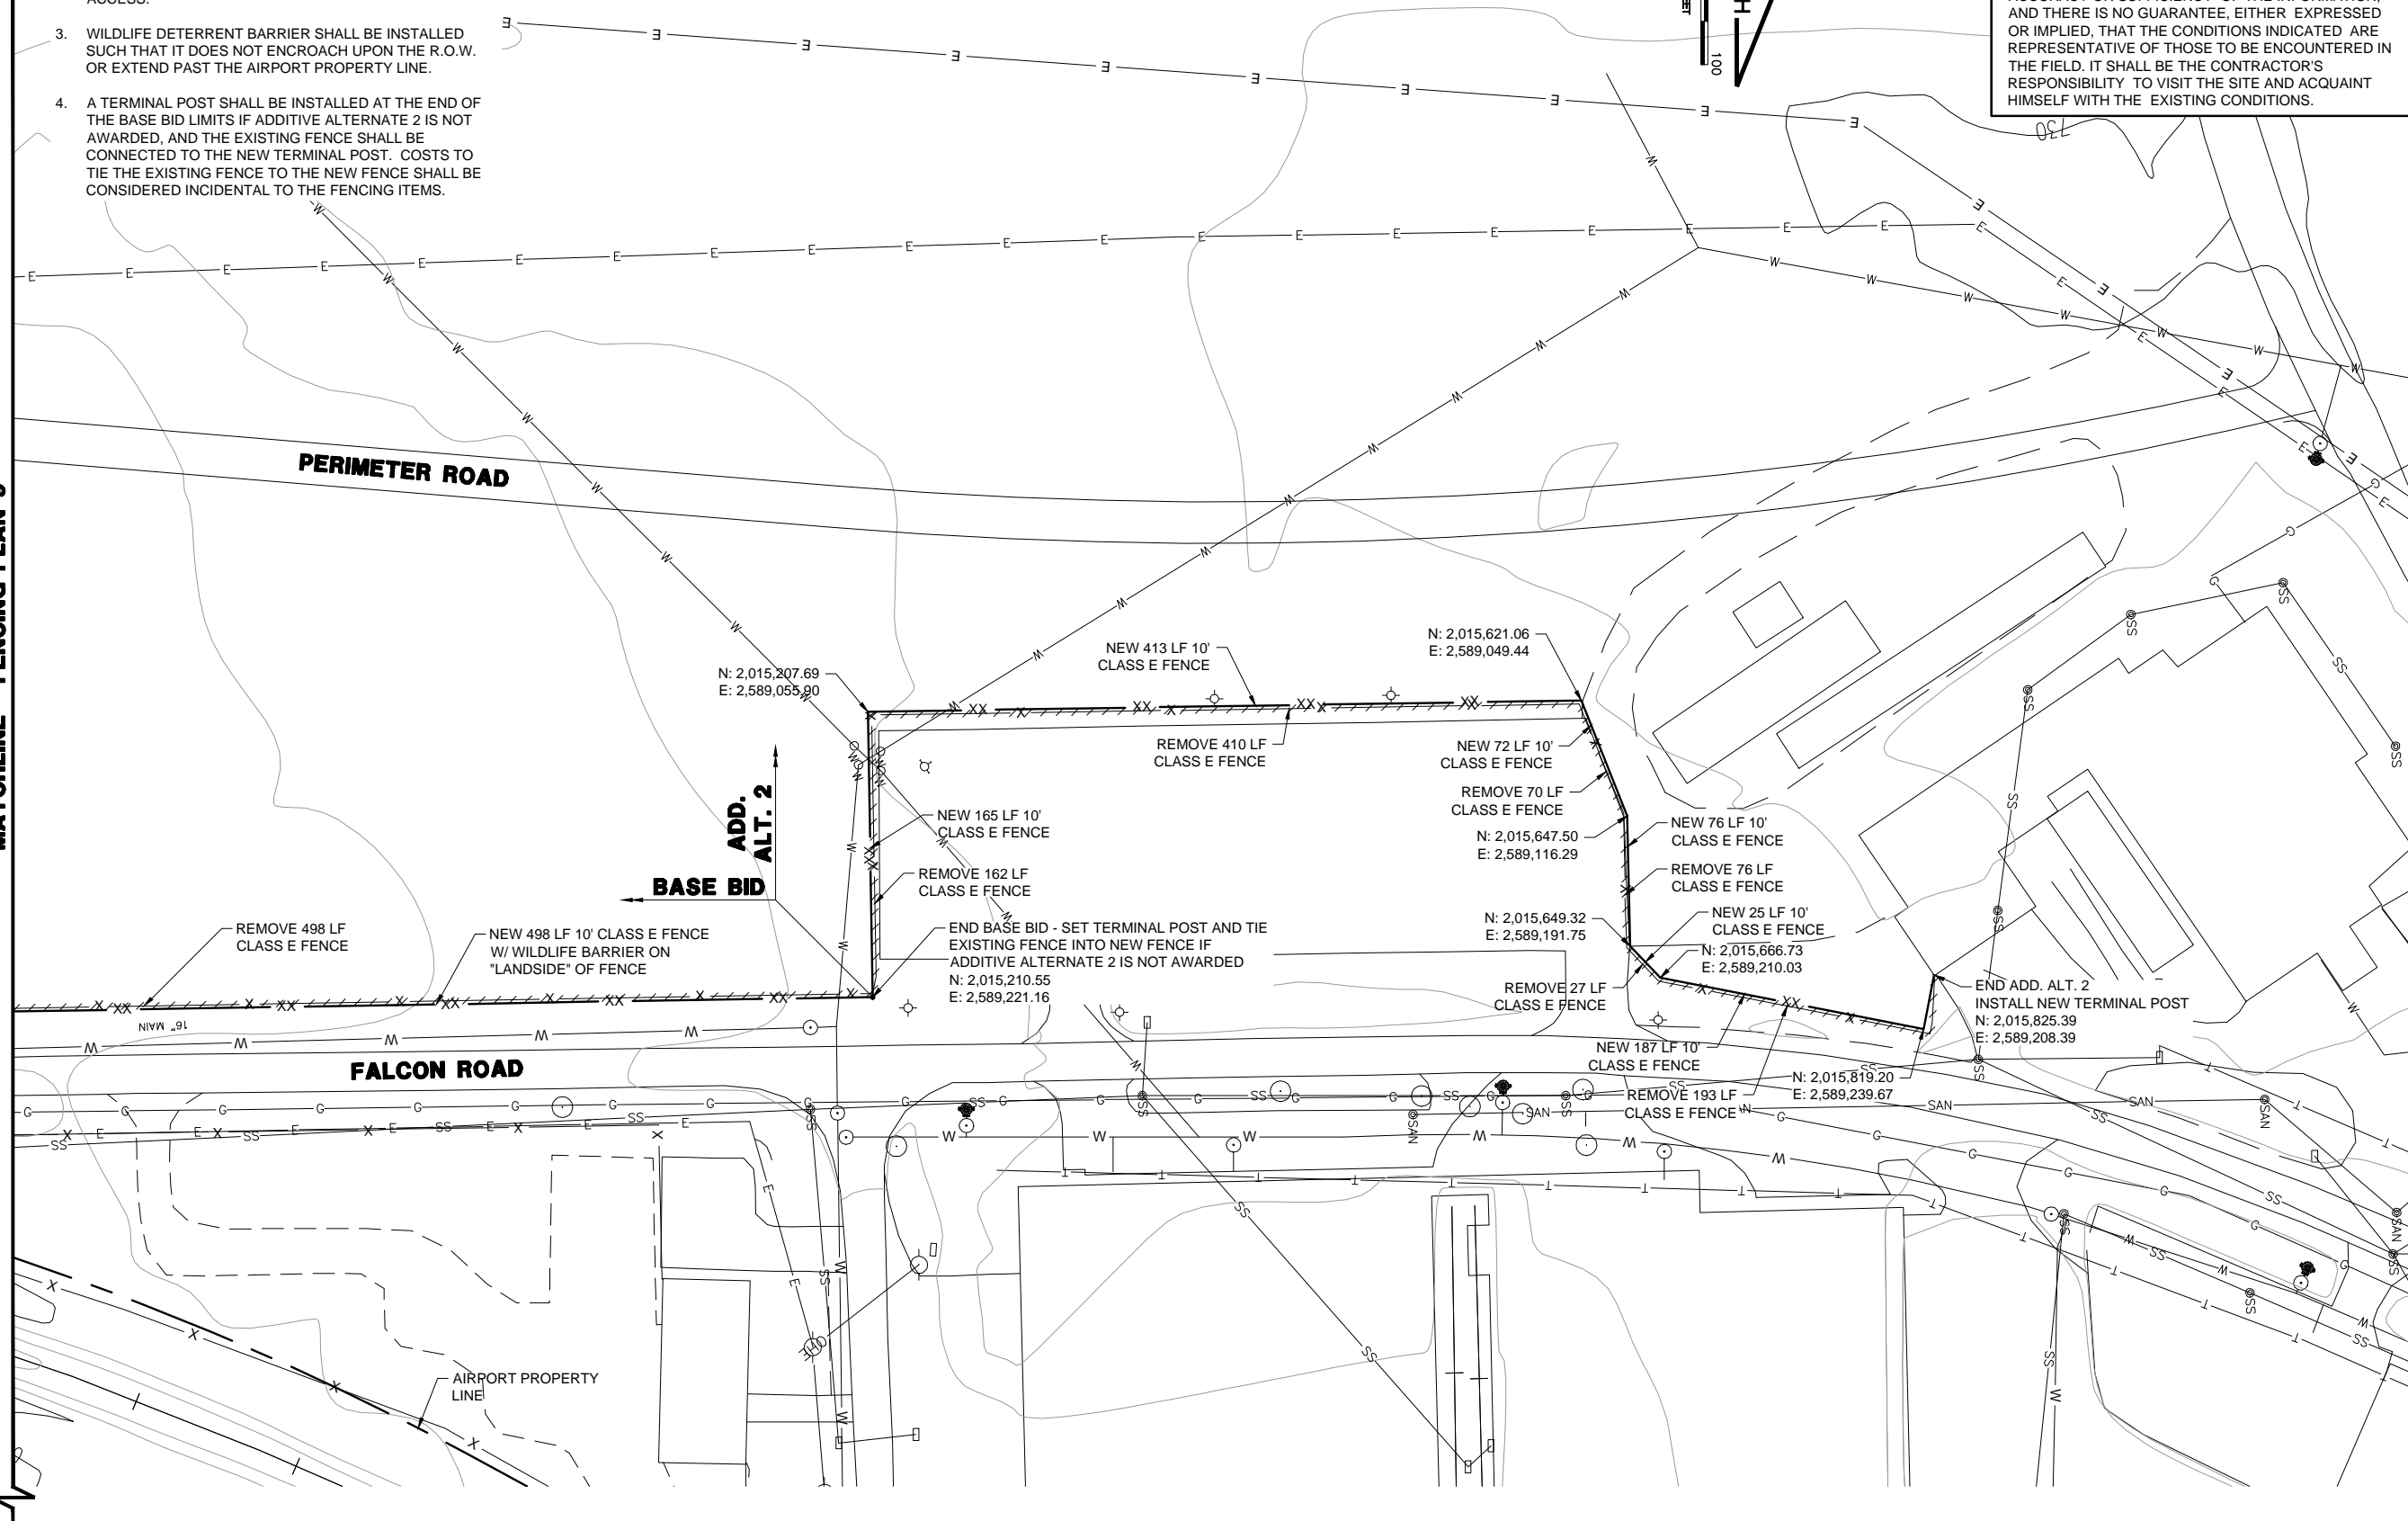 ACCESS.
3. WILDLIFE DETERRENT BARRIER SHALL BE INSTALLED
SUCH THAT IT DOES NOT ENCROACH UPON THE R.O.W.
OR EXTEND PAST THE AIRPORT PROPERTY LINE.
4. A TERMINAL POST SHALL BE INSTALLED AT THE END OF
THE BASE BID LIMITS IF ADDITIVE ALTERNATE 2 IS NOT
AWARDED, AND THE EXISTING FENCE SHALL BE
CONNECTED TO THE NEW TERMINAL POST. COSTS TO
TIE THE EXISTING FENCE TO THE NEW FENCE SHALL BE
CONSIDERED INCIDENTAL TO THE FENCING ITEMS.
100
AND THERE IS NO GUARANTEE, EITHER EXPRESSED
OR IMPLIED, THAT THE CONDITIONS INDICATED ARE
REPRESENTATIVE OF THOSE TO BE ENCOUNTERED IN
THE FIELD. IT SHALL BE THE CONTRACTOR'S
RESPONSIBILITY TO VISIT THE SITE AND ACQUAINT
HIMSELF WITH THE EXISTING CONDITIONS.
730
PERIMETER ROAD
N: 2,015,207.69
E: 2,589,055.90
NEW 413 LF 10'
CLASS E FENCE
N: 2,015,621.06
E: 2,589,049.44
REMOVE 410 LF
CLASS E FENCE
NEW 72 LF 10'
CLASS E FENCE
REMOVE 70 LF
CLASS E FENCE
N: 2,015,647.50
E: 2,589,116.29
NEW 76 LF 10'
CLASS E FENCE
REMOVE 76 LF
CLASS E FENCE
ADD.
ALT. 2
BASE BID
NEW 165 LF 10'
CLASS E FENCE
REMOVE 162 LF
CLASS E FENCE
REMOVE 498 LF
CLASS E FENCE
NEW 498 LF 10' CLASS E FENCE
W/ WILDLIFE BARRIER ON
"LANDSIDE" OF FENCE
END BASE BID - SET TERMINAL POST AND TIE
EXISTING FENCE INTO NEW FENCE IF
ADDITIVE ALTERNATE 2 IS NOT AWARDED
N: 2,015,210.55
E: 2,589,221.16
N: 2,015,649.32
E: 2,589,191.75
NEW 25 LF 10'
CLASS E FENCE
N: 2,015,666.73
E: 2,589,210.03
REMOVE 27 LF
CLASS E FENCE
END ADD. ALT. 2
INSTALL NEW TERMINAL POST
N: 2,015,825.39
E: 2,589,208.39
NEW 187 LF 10'
CLASS E FENCE
N: 2,015,819.20
E: 2,589,239.67
REMOVE 193 LF
CLASS E FENCE
16" MAIN
FALCON ROAD
AIRPORT PROPERTY
LINE